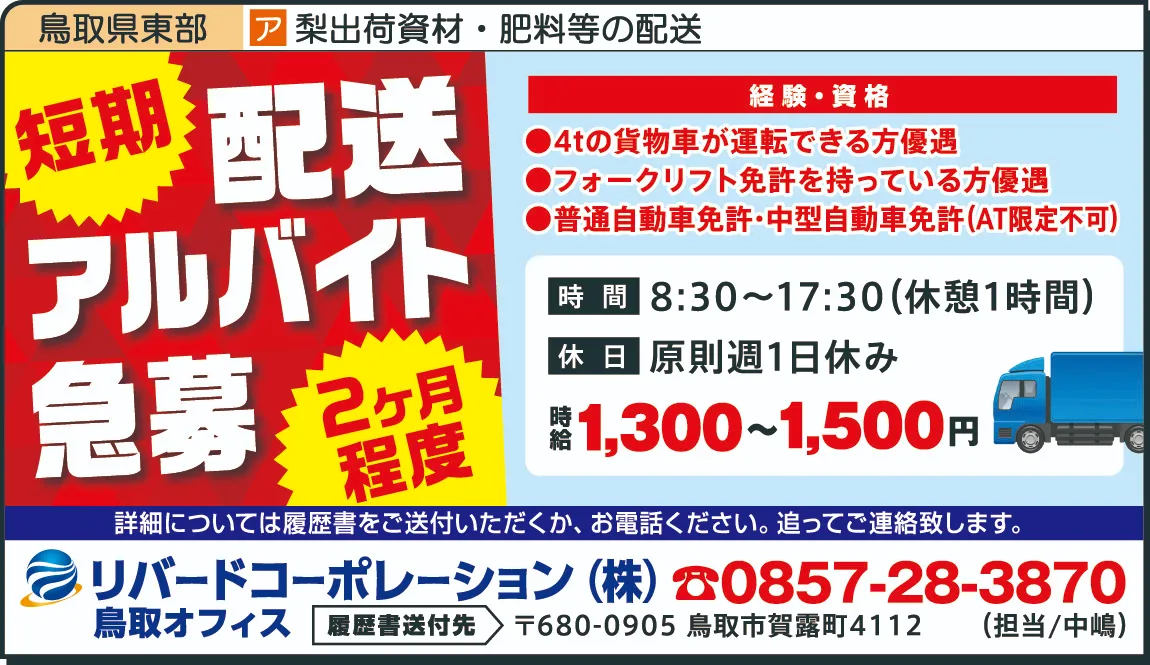 鳥取県東部 ア 梨出荷資材・肥料等の配送
短期
配送
アルバイト
急募
2ヶ月
程度
経験・資格
●4tの貨物車が運転できる方優遇
●フォークリフト免許を持っている方優遇
●普通自動車免許・中型自動車免許(AT限定不可)
時間 8:30〜17:30(休憩1時間)
休日 原則週1日休み
時給 1,300〜1,500円
詳細については履歴書をご送付いただくか、お電話ください。追ってご連絡致します。
リバードコーポレーション(株) ☎0857-28-3870
鳥取オフィス 履歴書送付先 〒680-0905 鳥取市賀露町4112 (担当/中嶋)